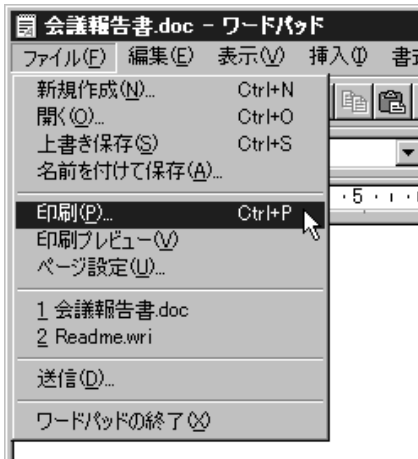 会議報告書.doc - ワードパッド
ファイル(F) 編集(E) 表示(V) 挿入(I) 書
新規作成(N)... Ctrl+N
開く(O)... Ctrl+O
上書き保存(S) Ctrl+S
名前を付けて保存(A)...
· 5 · ı · ı
印刷(P)... Ctrl+P
印刷プレビュー(V)
ページ設定(U)...
1 会議報告書.doc
2 Readme.wri
送信(D)...
ワードパッドの終了(X)